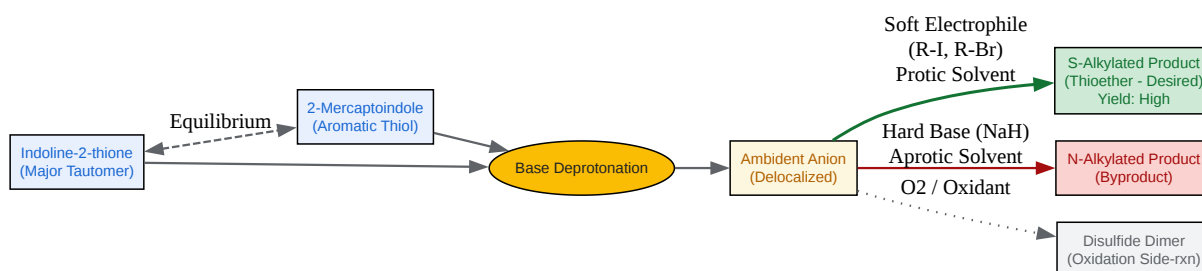 Indoline-2-thione
(Major Tautomer)
Equilibrium
2-Mercaptoindole
(Aromatic Thiol)
Base Deprotonation
Ambident Anion
(Delocalized)
Soft Electrophile
(R-I, R-Br)
Protic Solvent
S-Alkylated Product
(Thioether - Desired)
Yield: High
Hard Base (NaH)
Aprotic Solvent
N-Alkylated Product
(Byproduct)
O2 / Oxidant
Disulfide Dimer
(Oxidation Side-rxn)